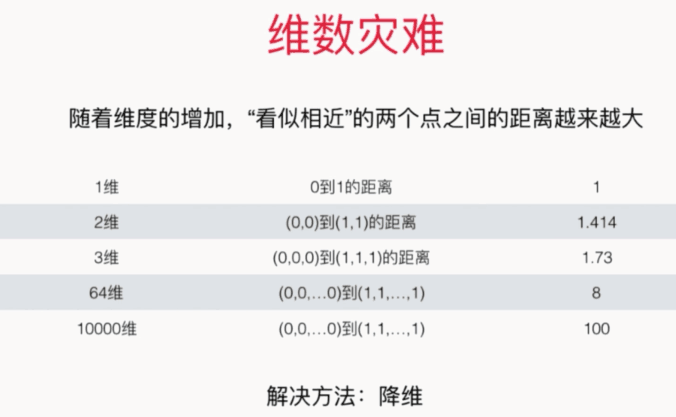 维数灾难
随着维度的增加，“看似相近”的两个点之间的距离越来越大
1维 0到1的距离 1
2维 (0,0)到(1,1)的距离 1.414
3维 (0,0,0)到(1,1,1)的距离 1.73
64维 (0,0,…0)到(1,1,…,1) 8
10000维 (0,0,…0)到(1,1,…,1) 100
解决方法：降维